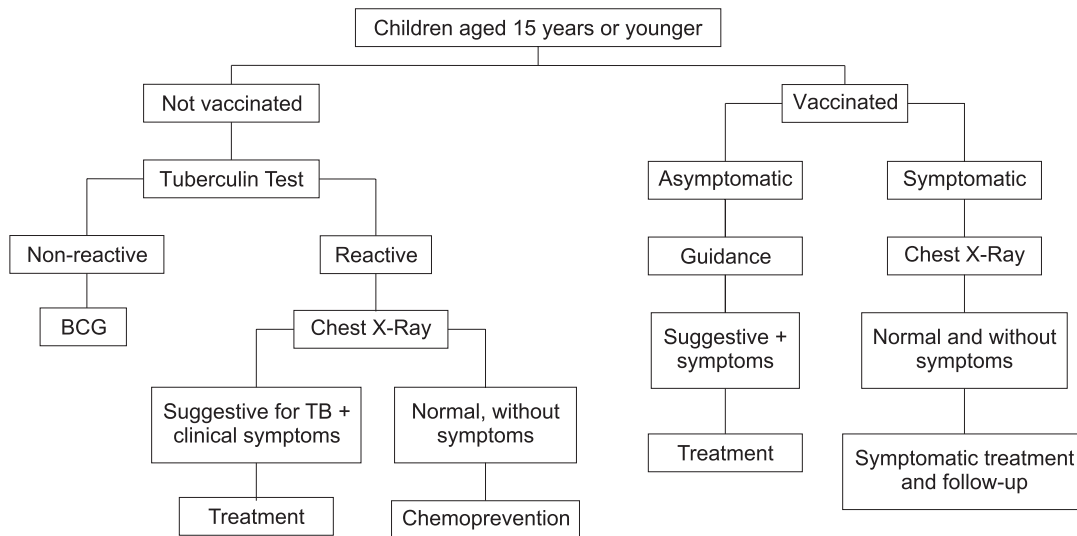 Children aged 15 years or younger
Not vaccinated
Vaccinated
Tuberculin Test
Asymptomatic
Symptomatic
Non-reactive
Reactive
Guidance
Chest X-Ray
BCG
Chest X-Ray
Suggestive +
symptoms
Normal and without
symptoms
Suggestive for TB +
clinical symptoms
Normal, without
symptoms
Treatment
Symptomatic treatment
and follow-up
Treatment
Chemoprevention